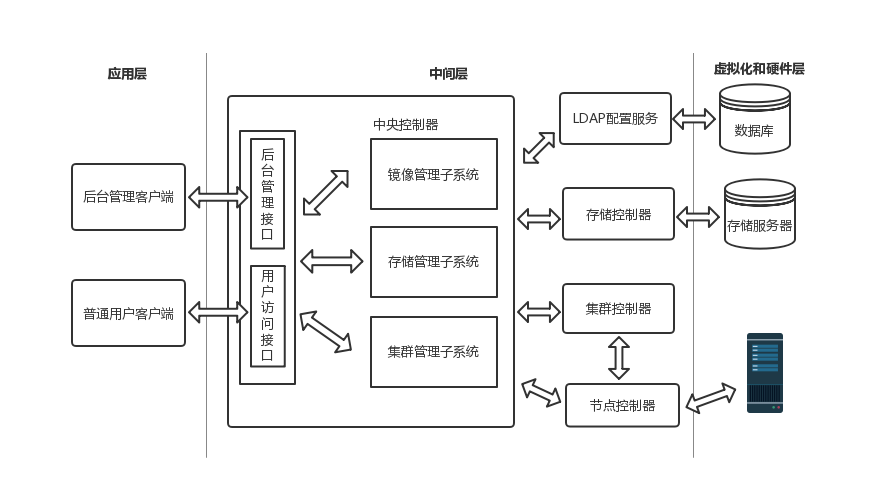 应用层
中间层
虚拟化和硬件层
后台管理客户端
普通用户客户端
后台管理接口
用户访问接口
中央控制器
镜像管理子系统
存储管理子系统
集群管理子系统
LDAP配置服务
存储控制器
集群控制器
节点控制器
数据库
存储服务器